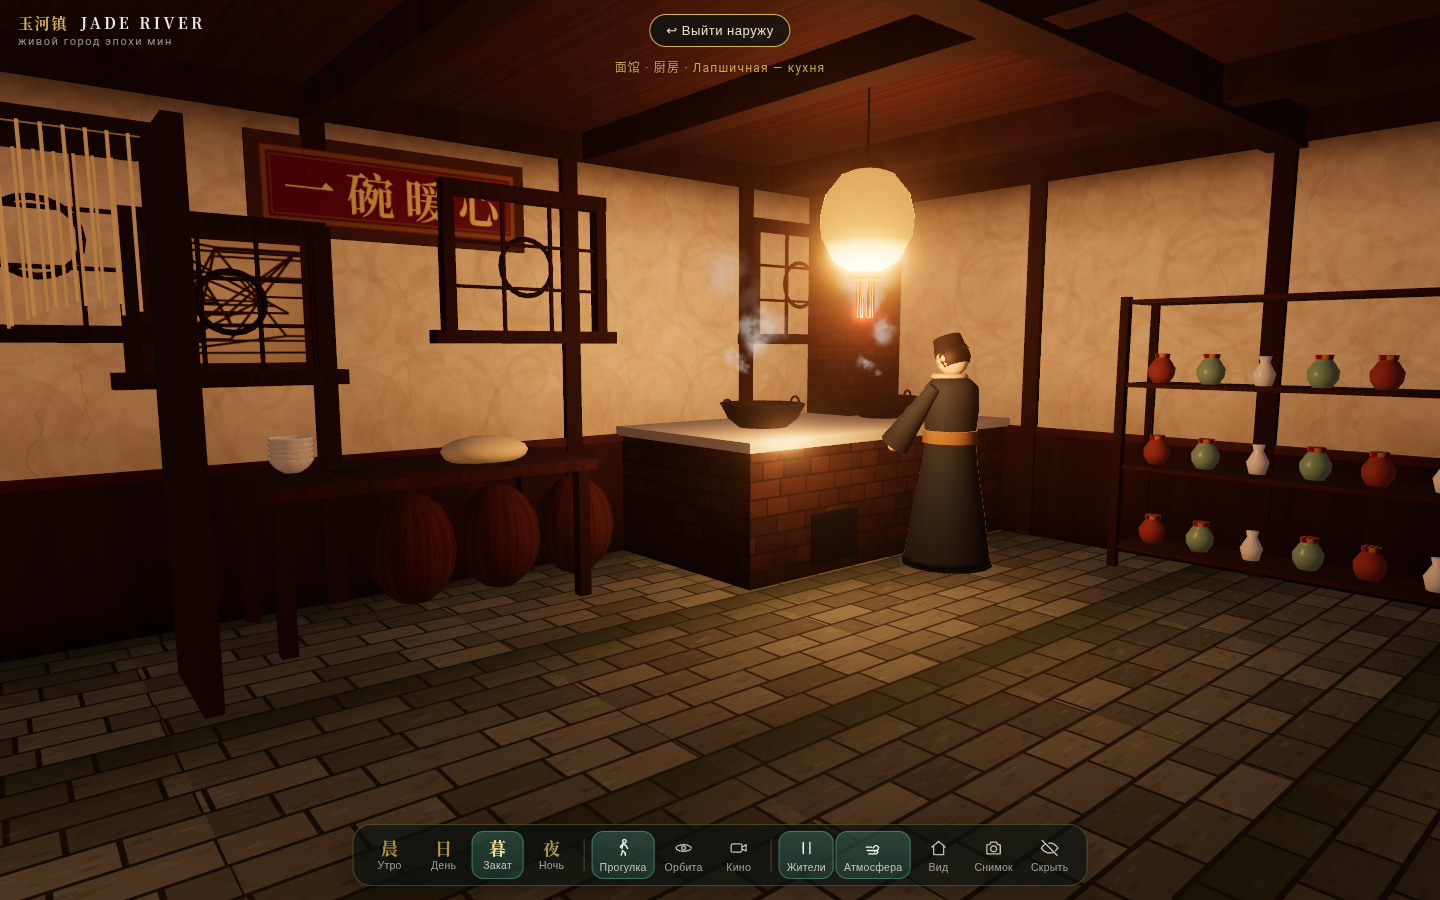 玉河镇 JADE RIVER
живой город эпохи мин
↩ Выйти наружу
面馆 · 厨房 · Лапшичная — кухня
一碗暖心
晨 日 暮 夜
Утро День Закат Ночь Прогулка Орбита Кино Жители Атмосфера Вид Снимок Скрыть